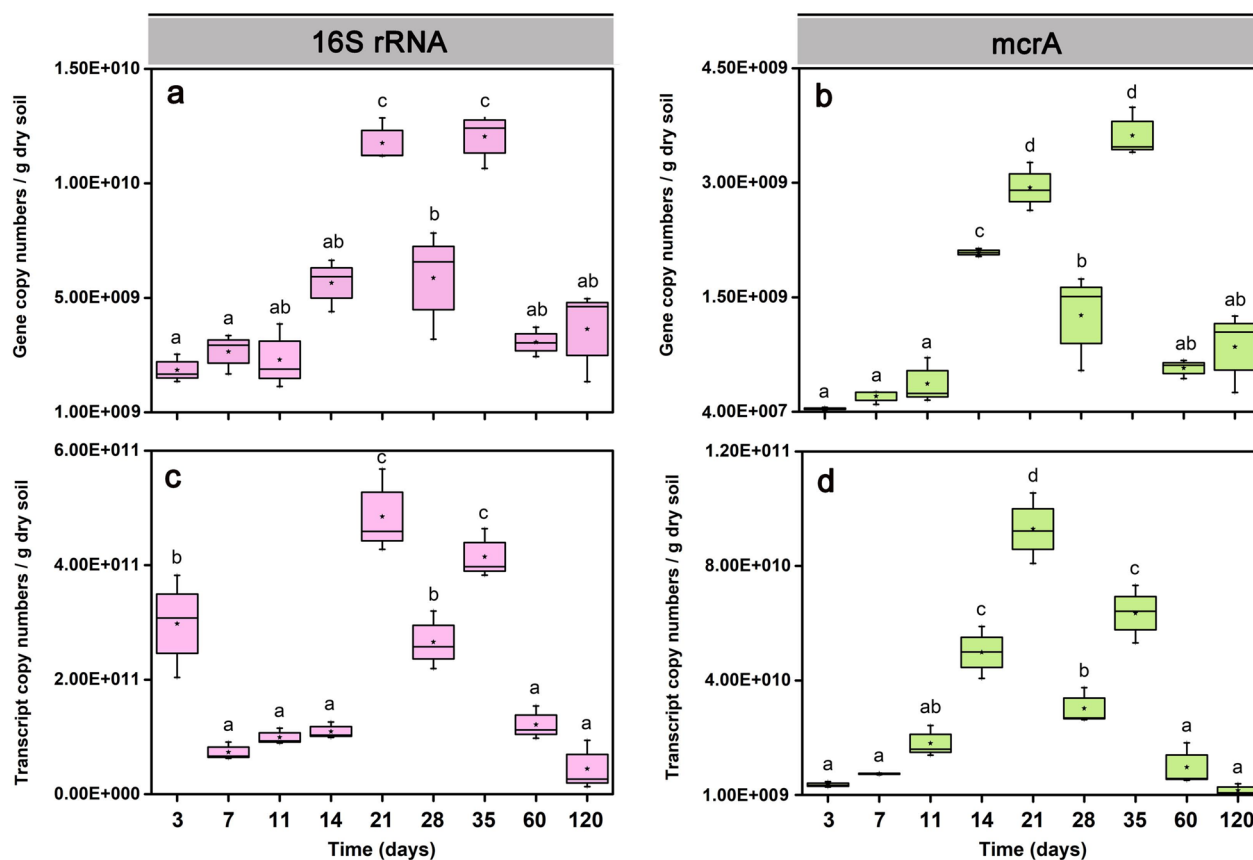 16S rRNA
mcrA
a
Gene copy numbers / g dry soil
1.50E+010
1.00E+010
5.00E+009
1.00E+009
a a ab ab c b c ab ab
b
Gene copy numbers / g dry soil
4.50E+009
3.00E+009
1.50E+009
4.00E+007
a a a c d b d ab ab
c
Transcript copy numbers / g dry soil
6.00E+011
4.00E+011
2.00E+011
0.00E+000
b a a a c b c a a
3 7 11 14 21 28 35 60 120
Time (days)
d
Transcript copy numbers / g dry soil
1.20E+011
8.00E+010
4.00E+010
1.00E+009
a a ab c d b c a a
3 7 11 14 21 28 35 60 120
Time (days)